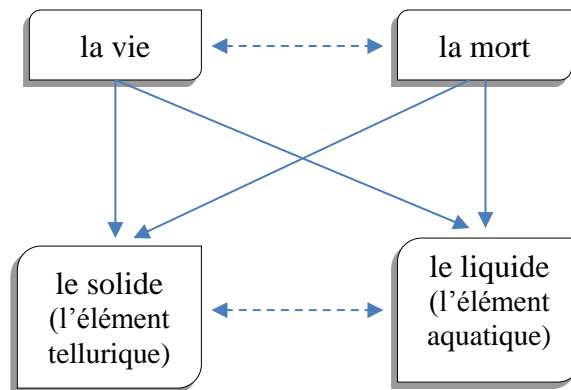 la vie
la mort
le solide
(l’élément
tellurique)
le liquide
(l’élément
aquatique)